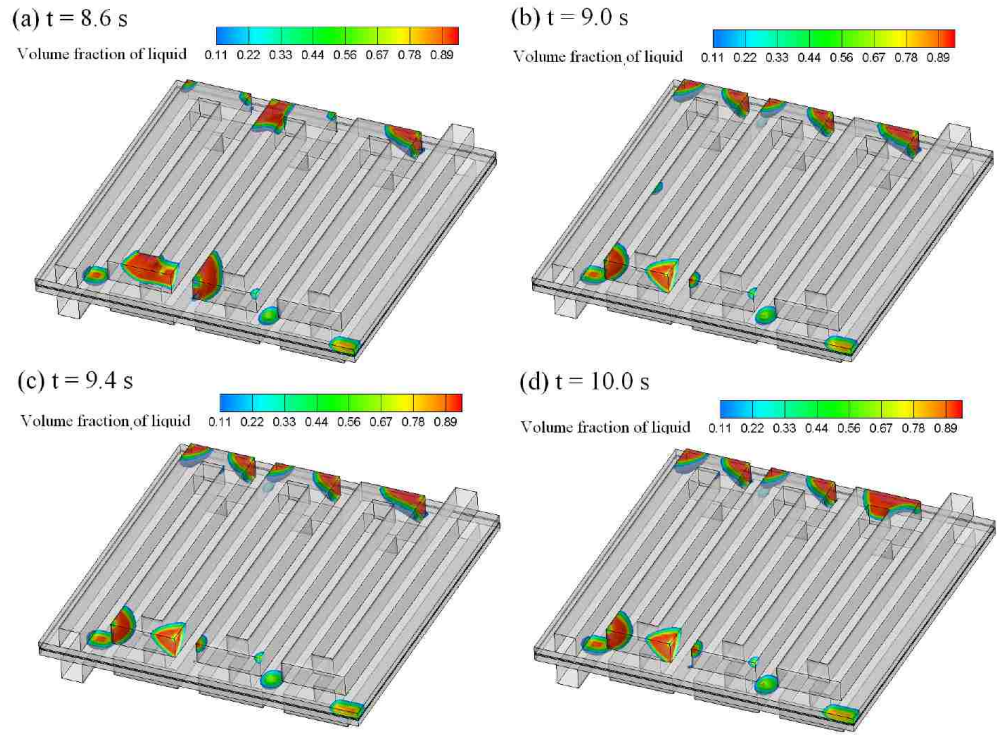 (a) t = 8.6 s
Volume fraction of liquid
0.11 0.22 0.33 0.44 0.56 0.67 0.78 0.89
(b) t = 9.0 s
Volume fraction of liquid
0.11 0.22 0.33 0.44 0.56 0.67 0.78 0.89
(c) t = 9.4 s
Volume fraction of liquid
0.11 0.22 0.33 0.44 0.56 0.67 0.78 0.89
(d) t = 10.0 s
Volume fraction of liquid
0.11 0.22 0.33 0.44 0.56 0.67 0.78 0.89